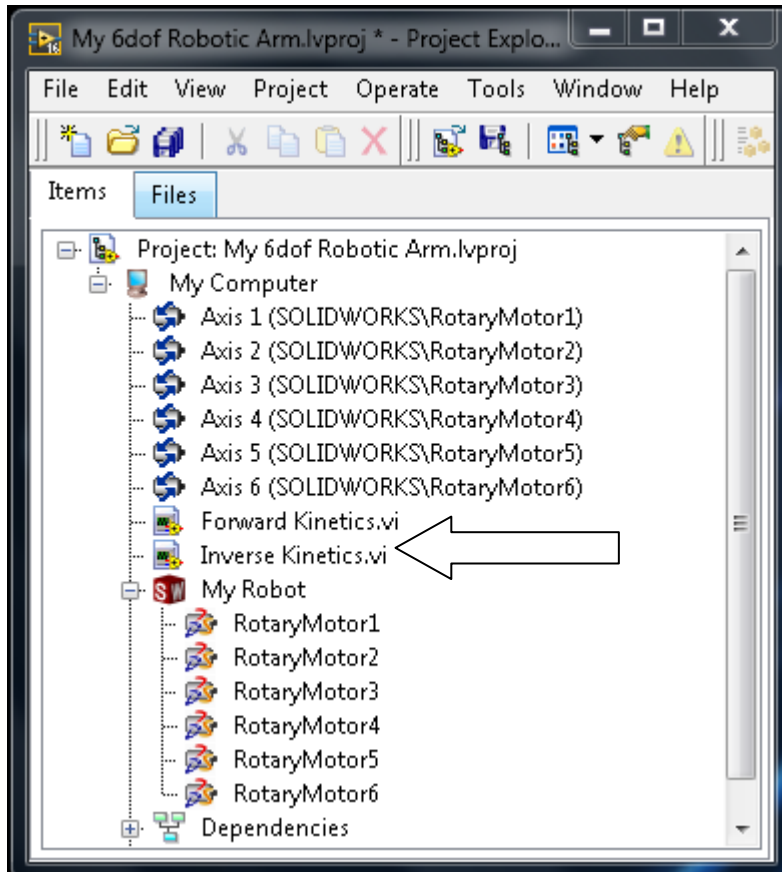 My 6dof Robotic Arm.lvproj * - Project Explo...
File Edit View Project Operate Tools Window Help
Items Files
Project: My 6dof Robotic Arm.lvproj
My Computer
Axis 1 (SOLIDWORKS\RotaryMotor1)
Axis 2 (SOLIDWORKS\RotaryMotor2)
Axis 3 (SOLIDWORKS\RotaryMotor3)
Axis 4 (SOLIDWORKS\RotaryMotor4)
Axis 5 (SOLIDWORKS\RotaryMotor5)
Axis 6 (SOLIDWORKS\RotaryMotor6)
Forward Kinetics.vi
Inverse Kinetics.vi
SW My Robot
RotaryMotor1
RotaryMotor2
RotaryMotor3
RotaryMotor4
RotaryMotor5
RotaryMotor6
Dependencies